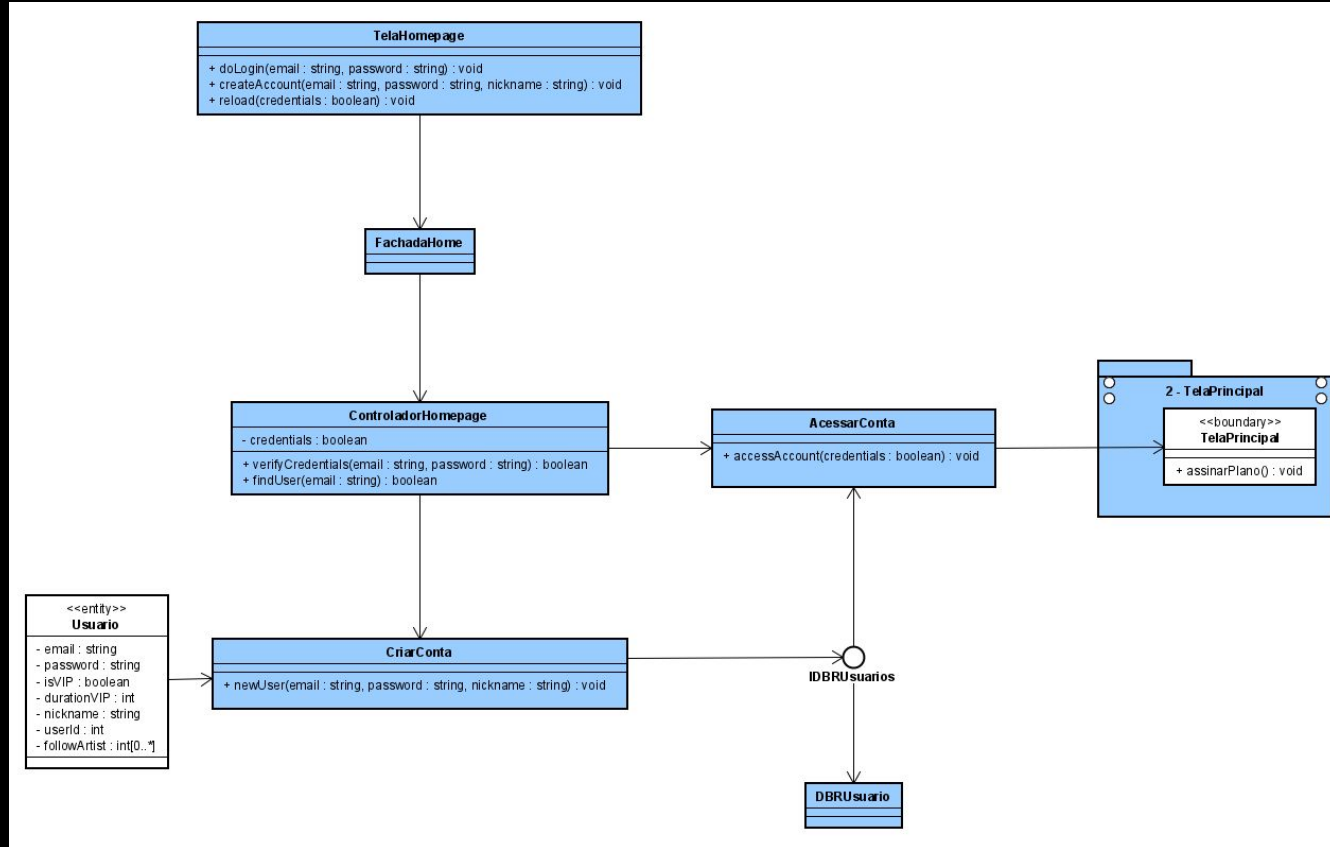 TelaHomepage
+ doLogin(email : string, password : string) : void
+ createAccount(email : string, password : string, nickname : string) : void
+ reload(credentials : boolean) : void
FachadaHome
ControladorHomepage
- credentials : boolean
+ verifyCredentials(email : string, password : string) : boolean
+ findUser(email : string) : boolean
AcessarConta
+ accessAccount(credentials : boolean) : void
2 - TelaPrincipal
<<boundary>>
TelaPrincipal
+ assinarPlano() : void
<<entity>>
Usuario
- email : string
- password : string
- isVIP : boolean
- durationVIP : int
- nickname : string
- userId : int
- followArtist : int[0..*]
CriarConta
+ newUser(email : string, password : string, nickname : string) : void
IDBRUsuarios
DBRUsuario